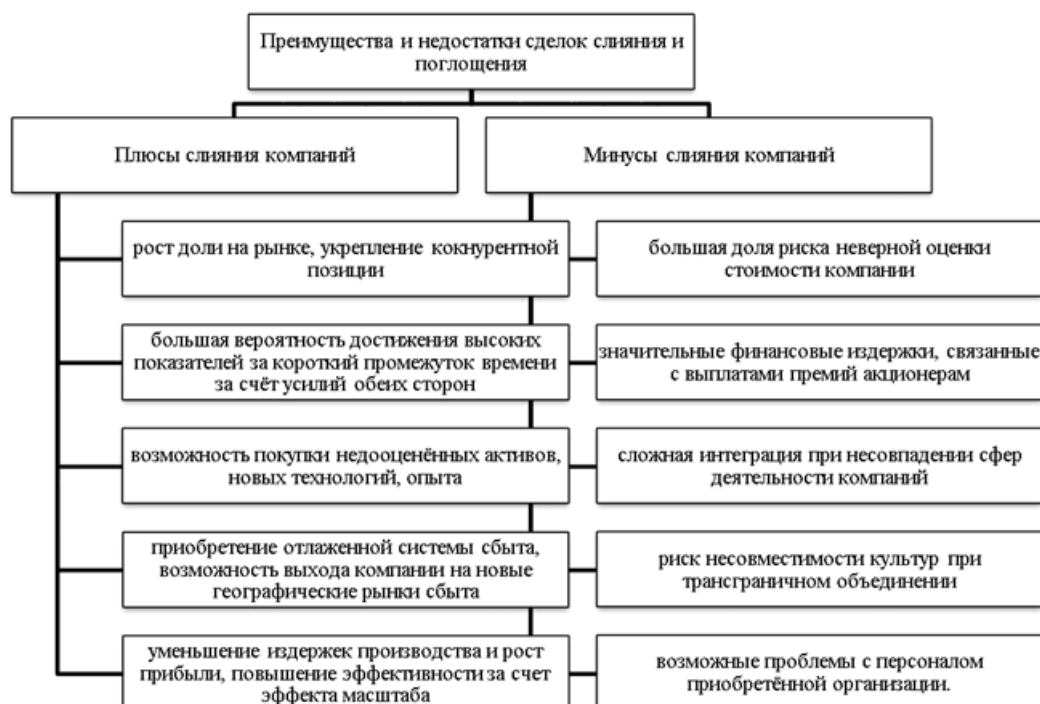 Преимущества и недостатки сделок слияния и
поглощения
Плюсы слияния компаний
Минусы слияния компаний
рост доли на рынке, укрепление кокнурентной
позиции
большая доля риска неверной оценки
стоимости компании
большая вероятность достижения высоких
показателей за короткий промежуток времени
за счёт усилий обеих сторон
значительные финансовые издержки, связанные
с выплатами премий акционерам
возможность покупки недооценённых активов,
новых технологий, опыта
сложная интеграция при несовпадении сфер
деятельности компаний
приобретение отлаженной системы сбыта,
возможность выхода компании на новые
географические рынки сбыта
риск несовместимости культур при
трансграничном объединении
уменьшение издержек производства и рост
прибыли, повышение эффективности за счет
эффекта масштаба
возможные проблемы с персоналом
приобретённой организации.